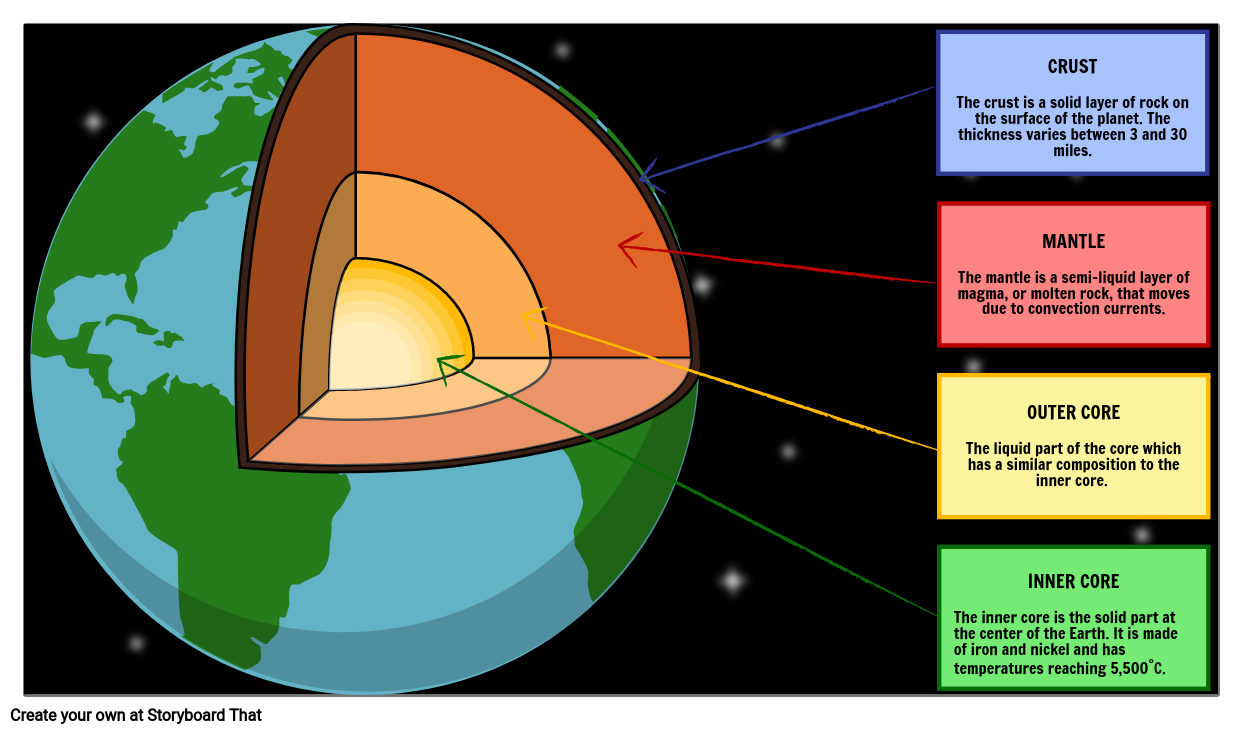 CRUST
The crust is a solid layer of rock on
the surface of the planet. The
thickness varies between 3 and 30
miles.
MANTLE
The mantle is a semi-liquid layer of
magma, or molten rock, that moves
due to convection currents.
OUTER CORE
The liquid part of the core which
has a similar composition to the
inner core.
INNER CORE
The inner core is the solid part at
the center of the Earth. It is made
of iron and nickel and has
temperatures reaching 5,500°C.
Create your own at Storyboard That